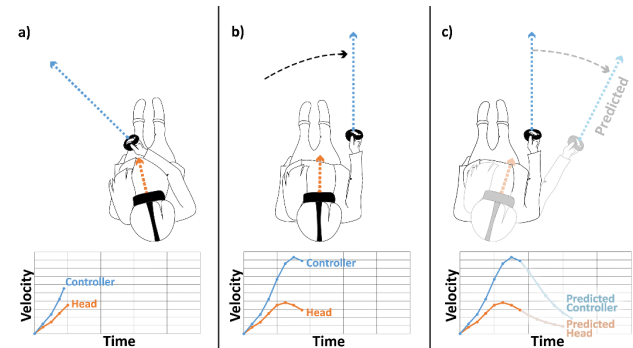 a)
b)
c)
Predicted
Velocity
Controller
Head
Time
Velocity
Controller
Head
Time
Velocity
Predicted
Controller
Predicted
Head
Time